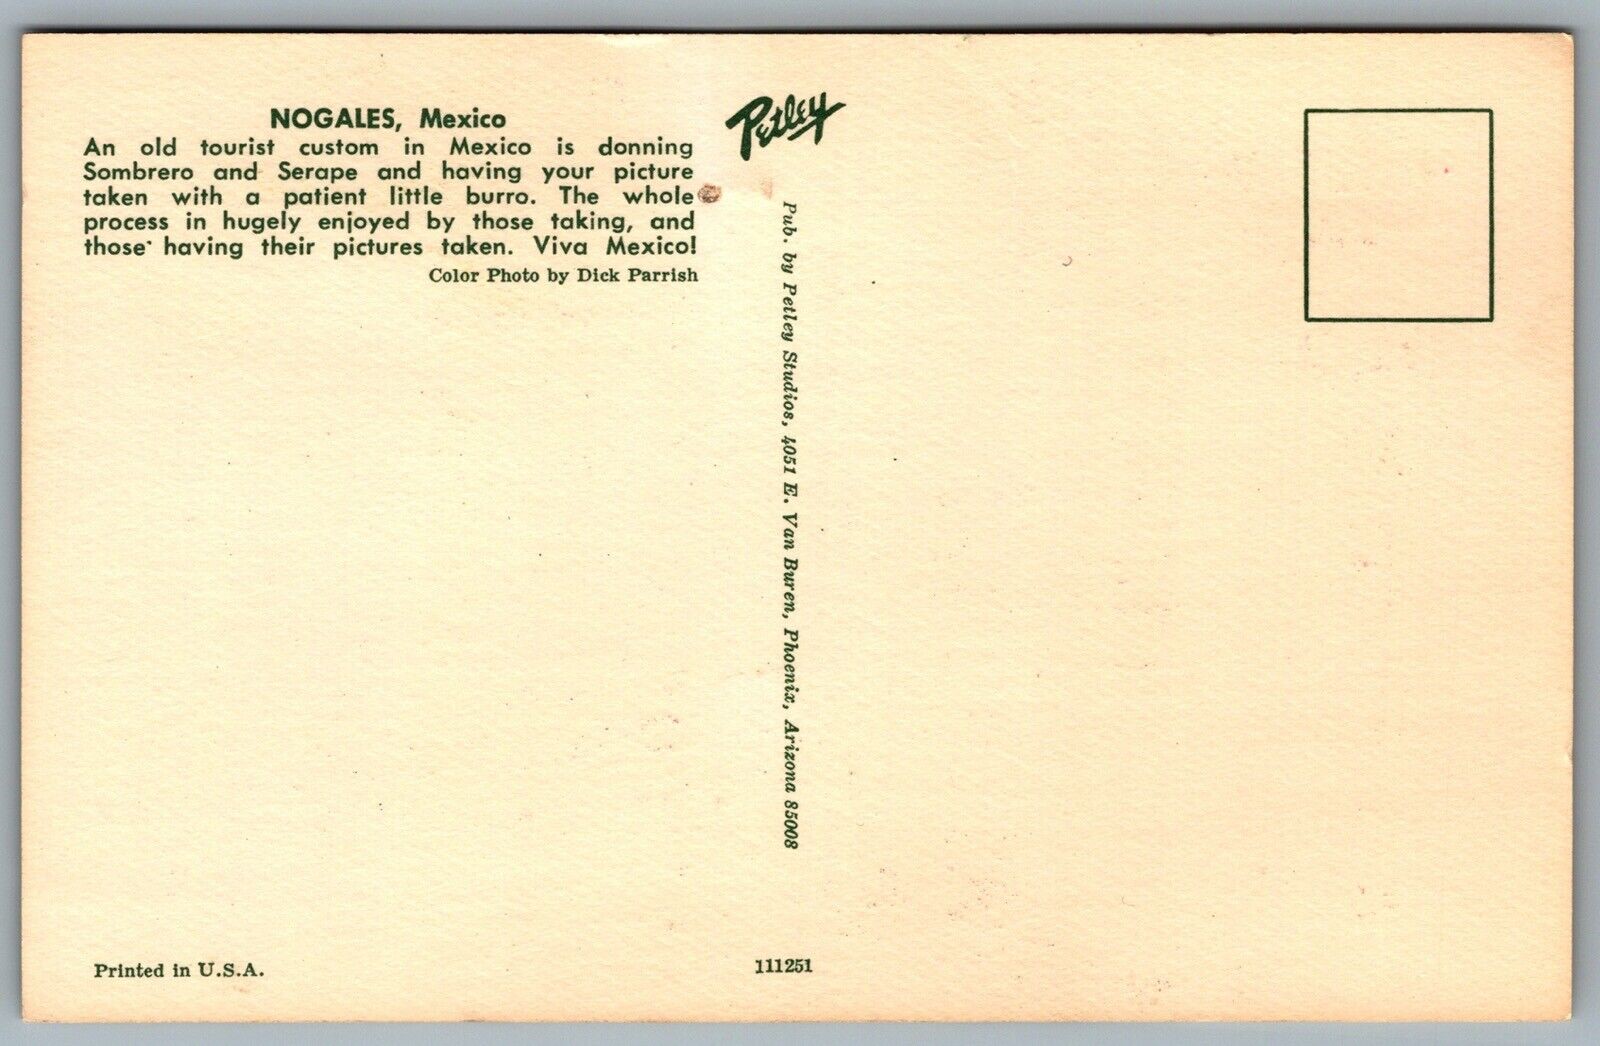 NOGALES, Mexico
An old tourist custom in Mexico is donning
Sombrero and Serape and having your picture
taken with a patient little burro. The whole
process in hugely enjoyed by those taking, and
those having their pictures taken. Viva Mexico!
Color Photo by Dick Parrish
Petley
Pub. by Petley Studios, 4051 E. Van Buren, Phoenix, Arizona 85008
Printed in U.S.A.
111251